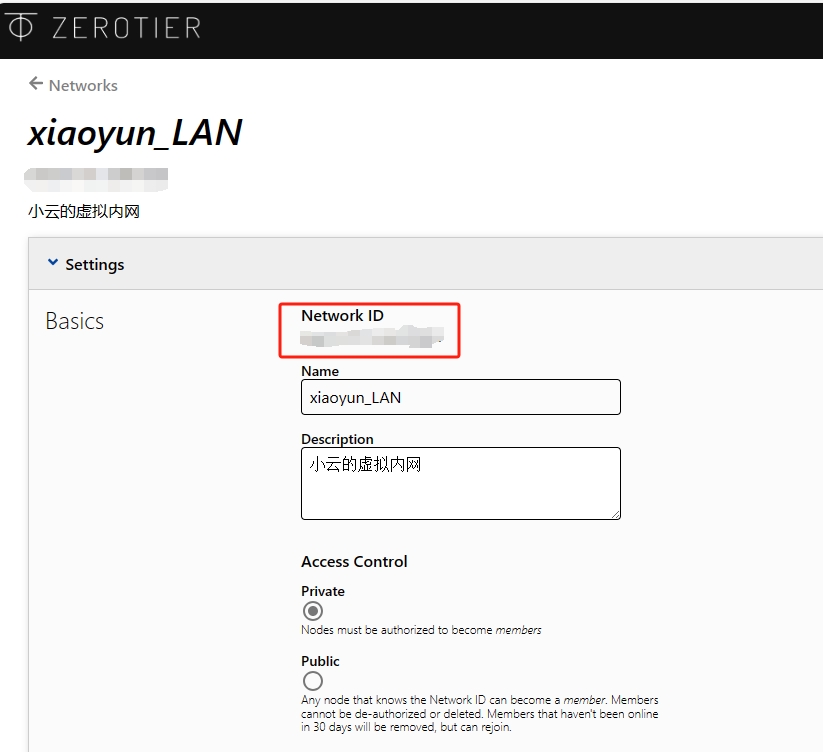 ZEROTIER
Networks
xiaoyun_LAN
小云的虚拟内网
Settings
Basics
Network ID
Name
xiaoyun_LAN
Description
小云的虚拟内网
Access Control
Private
Nodes must be authorized to become members
Public
Any node that knows the Network ID can become a member. Members
cannot be de-authorized or deleted. Members that haven't been online
in 30 days will be removed, but can rejoin.